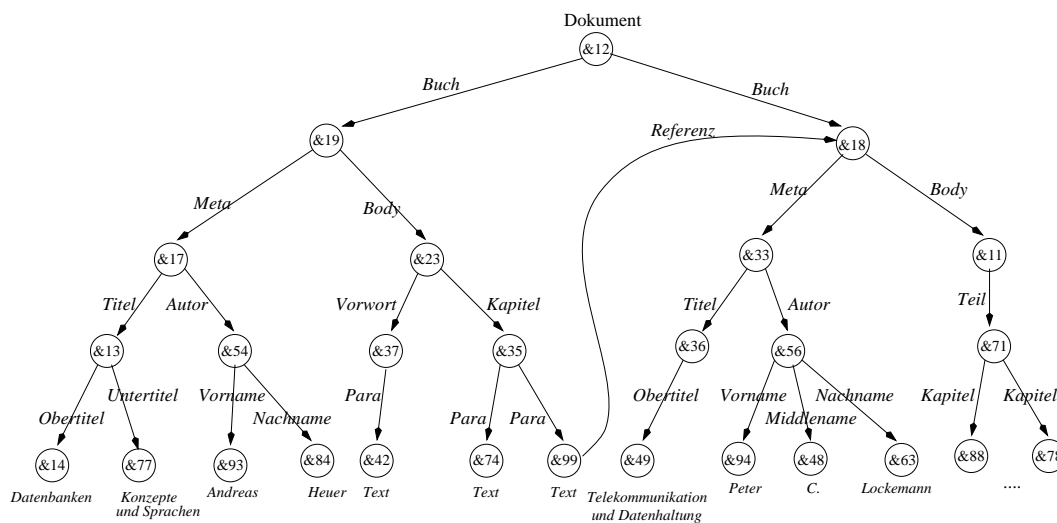 Dokument
&12
Buch Buch
Referenz
&19 &18
Meta Body Meta Body
&17 &23 &33 &11
Titel Autor Vorwort Kapitel Titel Autor Teil
&13 &54 &37 &35 &36 &56 &71
Obertitel Untertitel Vorname Nachname Para Para Para Obertitel Vorname Middlename Nachname Kapitel Kapitel
&14 &77 &93 &84 &42 &74 &99 &49 &94 &48 &63 &88 &78
Datenbanken Konzepte Andreas Heuer Text Text Text Telekommunikation Peter C. Lockemann ....
und Sprachen und Datenhaltung